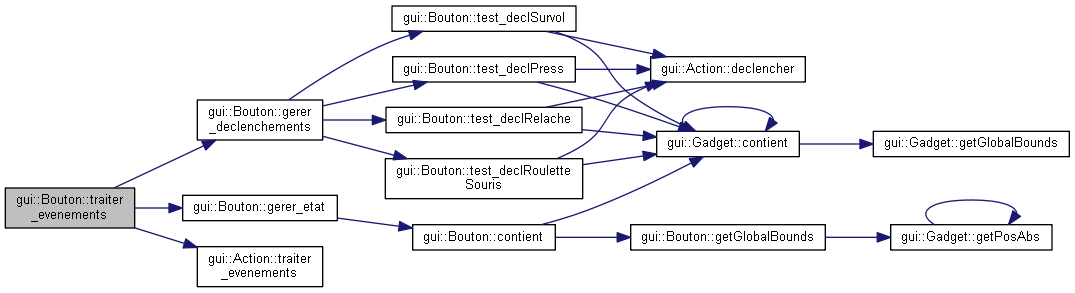 gui::Bouton::traiter
_evenements
gui::Bouton::gerer
_declenchements
gui::Bouton::test_declSurvol
gui::Action::declencher
gui::Gadget::contient
gui::Gadget::getGlobalBounds
gui::Bouton::test_declPress
gui::Bouton::test_declRelache
gui::Bouton::test_declRoulette
Souris
gui::Bouton::gerer_etat
gui::Bouton::contient
gui::Bouton::getGlobalBounds
gui::Gadget::getPosAbs
gui::Action::traiter
_evenements